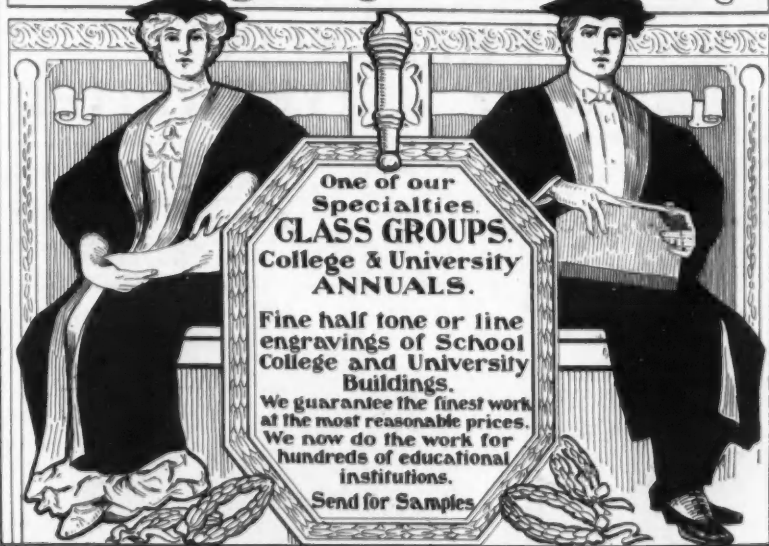 One of our
Specialties.
CLASS GROUPS.
College & University
ANNUALS.
Fine half tone or line
engravings of School
College and University
Buildings.
We guarantee the finest work
at the most reasonable prices.
We now do the work for
hundreds of educational
institutions.
Send for Samples